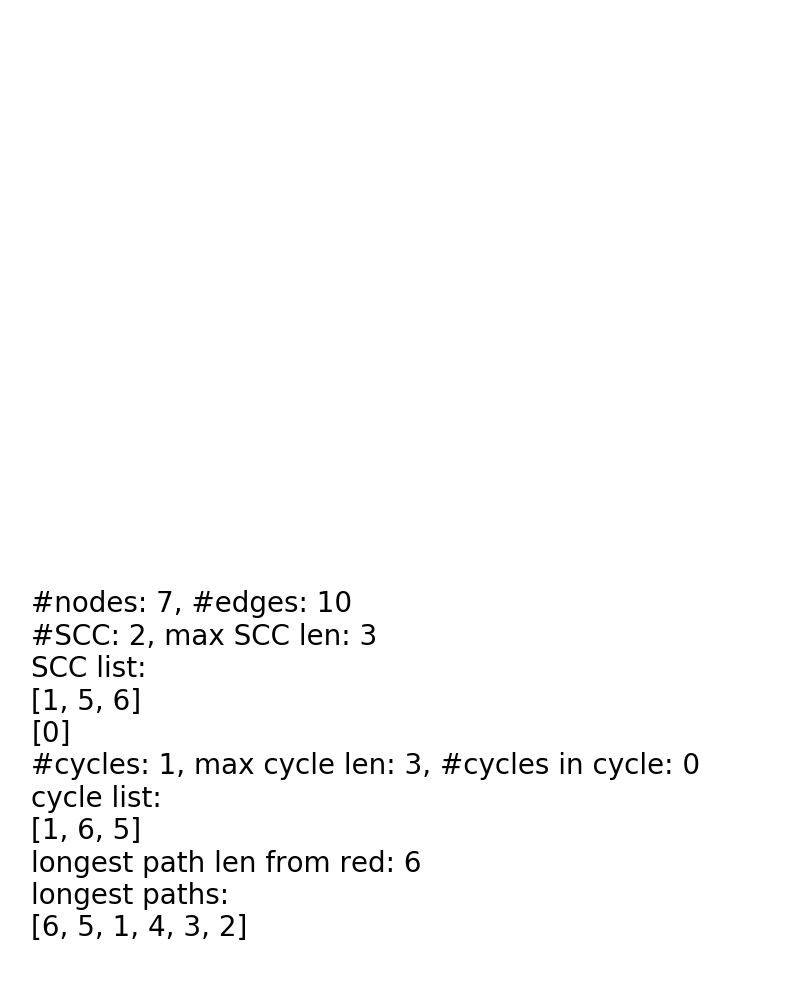 #nodes: 7, #edges: 10
#SCC: 2, max SCC len: 3
SCC list:
[1, 5, 6]
[0]
#cycles: 1, max cycle len: 3, #cycles in cycle: 0
cycle list:
[1, 6, 5]
longest path len from red: 6
longest paths:
[6, 5, 1, 4, 3, 2]